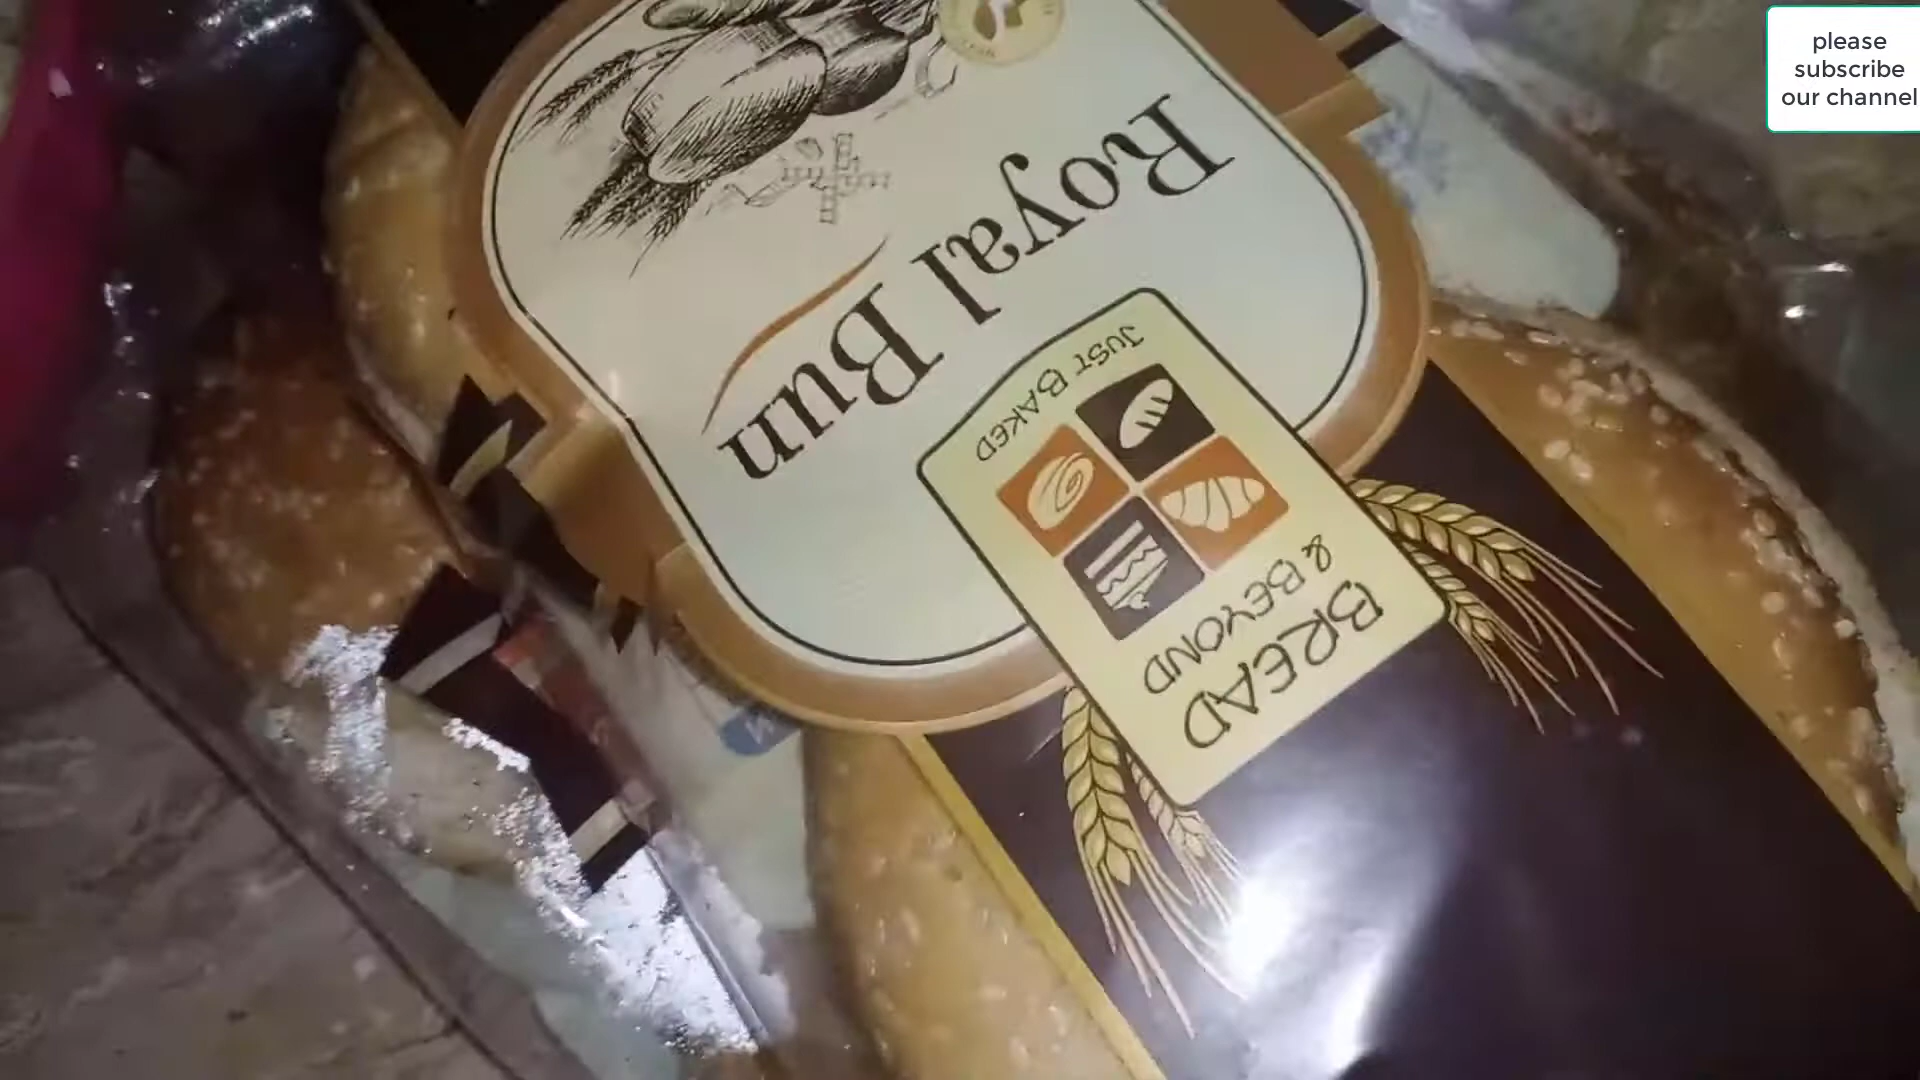 Royal Bun
JUST BAKED
BREAD
& BEYOND
please
subscribe
our channel